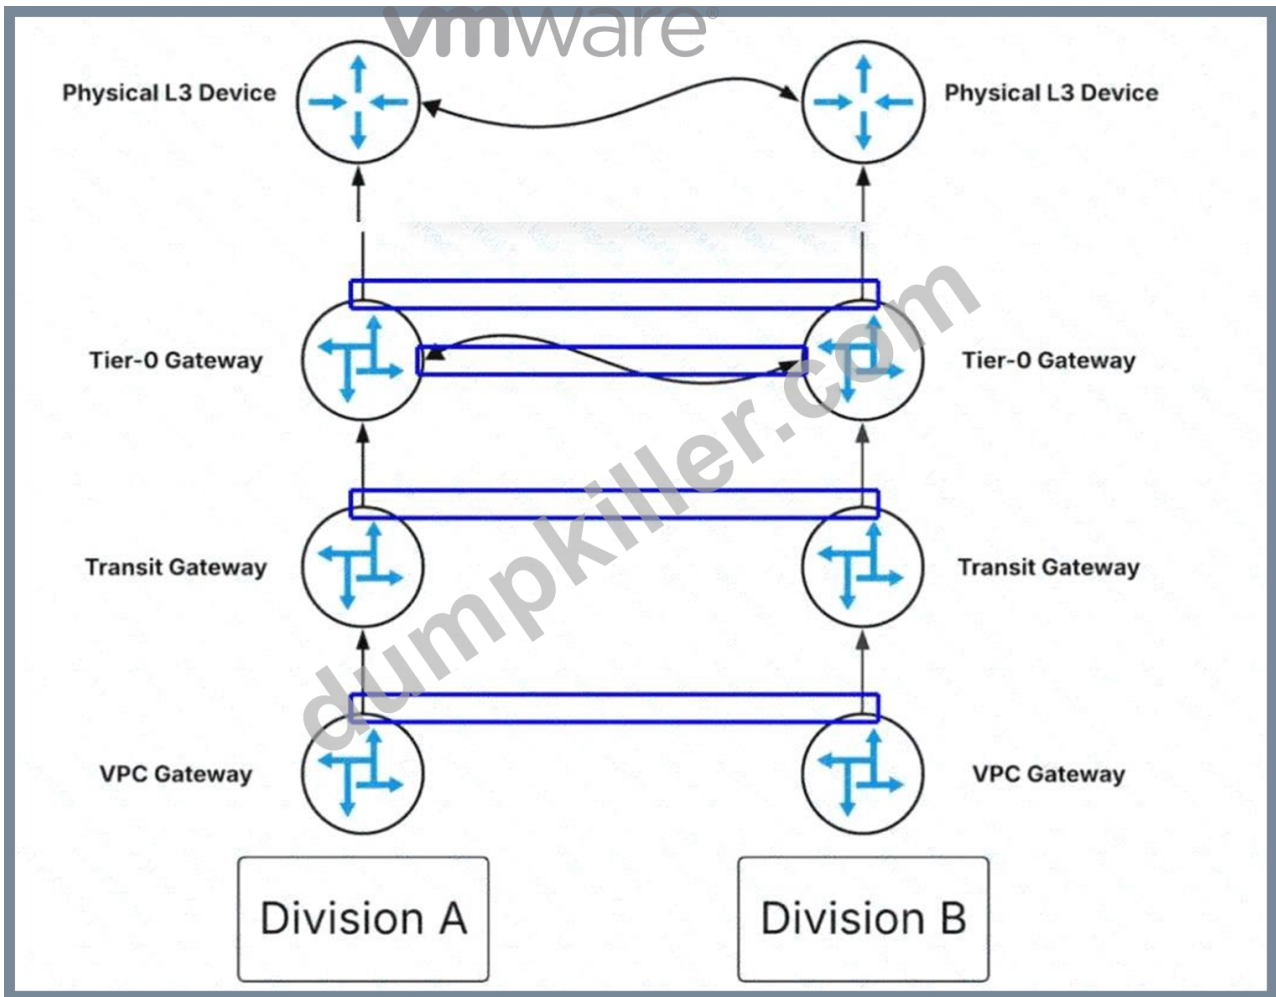 vmware®
Physical L3 Device
Physical L3 Device
Tier-0 Gateway
Tier-0 Gateway
dumpkiller.com
Transit Gateway
Transit Gateway
VPC Gateway
VPC Gateway
Division A
Division B